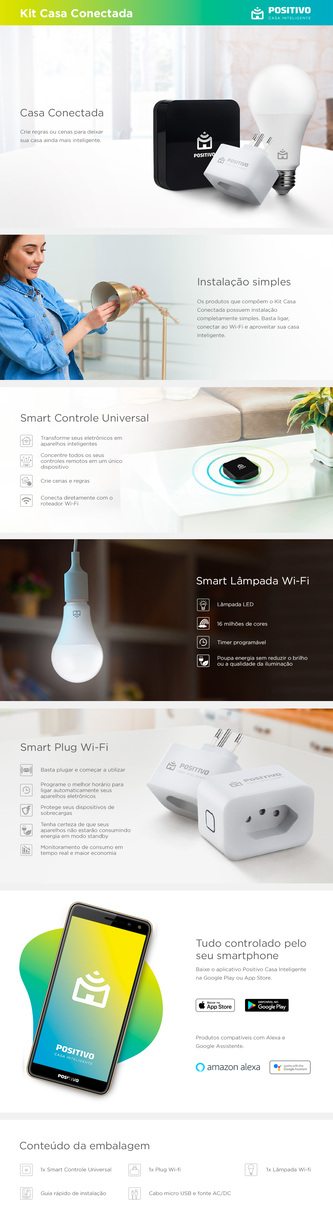 Kit Casa Conectada
POSITIVO
CASA INTELIGENTE
Casa Conectada
Crie regras ou cenas para deixar
sua casa ainda mais inteligente.
POSITIVO
POSITIVO
Instalação simples
Os produtos que compõem o Kit Casa
Conectada possuem instalação
completamente simples. Basta ligar,
conectar ao Wi-Fi e aproveitar sua casa
inteligente.
Smart Controle Universal
Transforme seus eletrônicos em
aparelhos inteligentes
Concentre todos os seus
controles remotos em um único
dispositivo
Crie cenas e regras
Conecta diretamente com o
roteador Wi-Fi
Smart Lâmpada Wi-Fi
Lâmpada LED
16 milhões de cores
Timer programável
Poupa energia sem reduzir o brilho
ou a qualidade da iluminação
Smart Plug Wi-Fi
Basta plugar e começar a utilizar
Programe o melhor horário para
ligar automaticamente seus
aparelhos eletrônicos
Protege seus dispositivos de
sobrecargas
Tenha certeza de que seus
aparelhos não estarão consumindo
energia em modo standby
Monitoramento de consumo em
tempo real e maior economia
POSITIVO
POSITIVO
Tudo controlado pelo
seu smartphone
Baixe o aplicativo Positivo Casa Inteligente
na Google Play ou App Store.
App Store
Google Play
Produtos compatíveis com Alexa e
Google Assistente.
amazon alexa
POSITIVO
CASA INTELIGENTE
POSITIVO
Conteúdo da embalagem
1x Smart Controle Universal
1x Plug Wi-Fi
1x Lâmpada Wi-Fi
Guia rápido de instalação
Cabo micro USB e fonte AC/DC